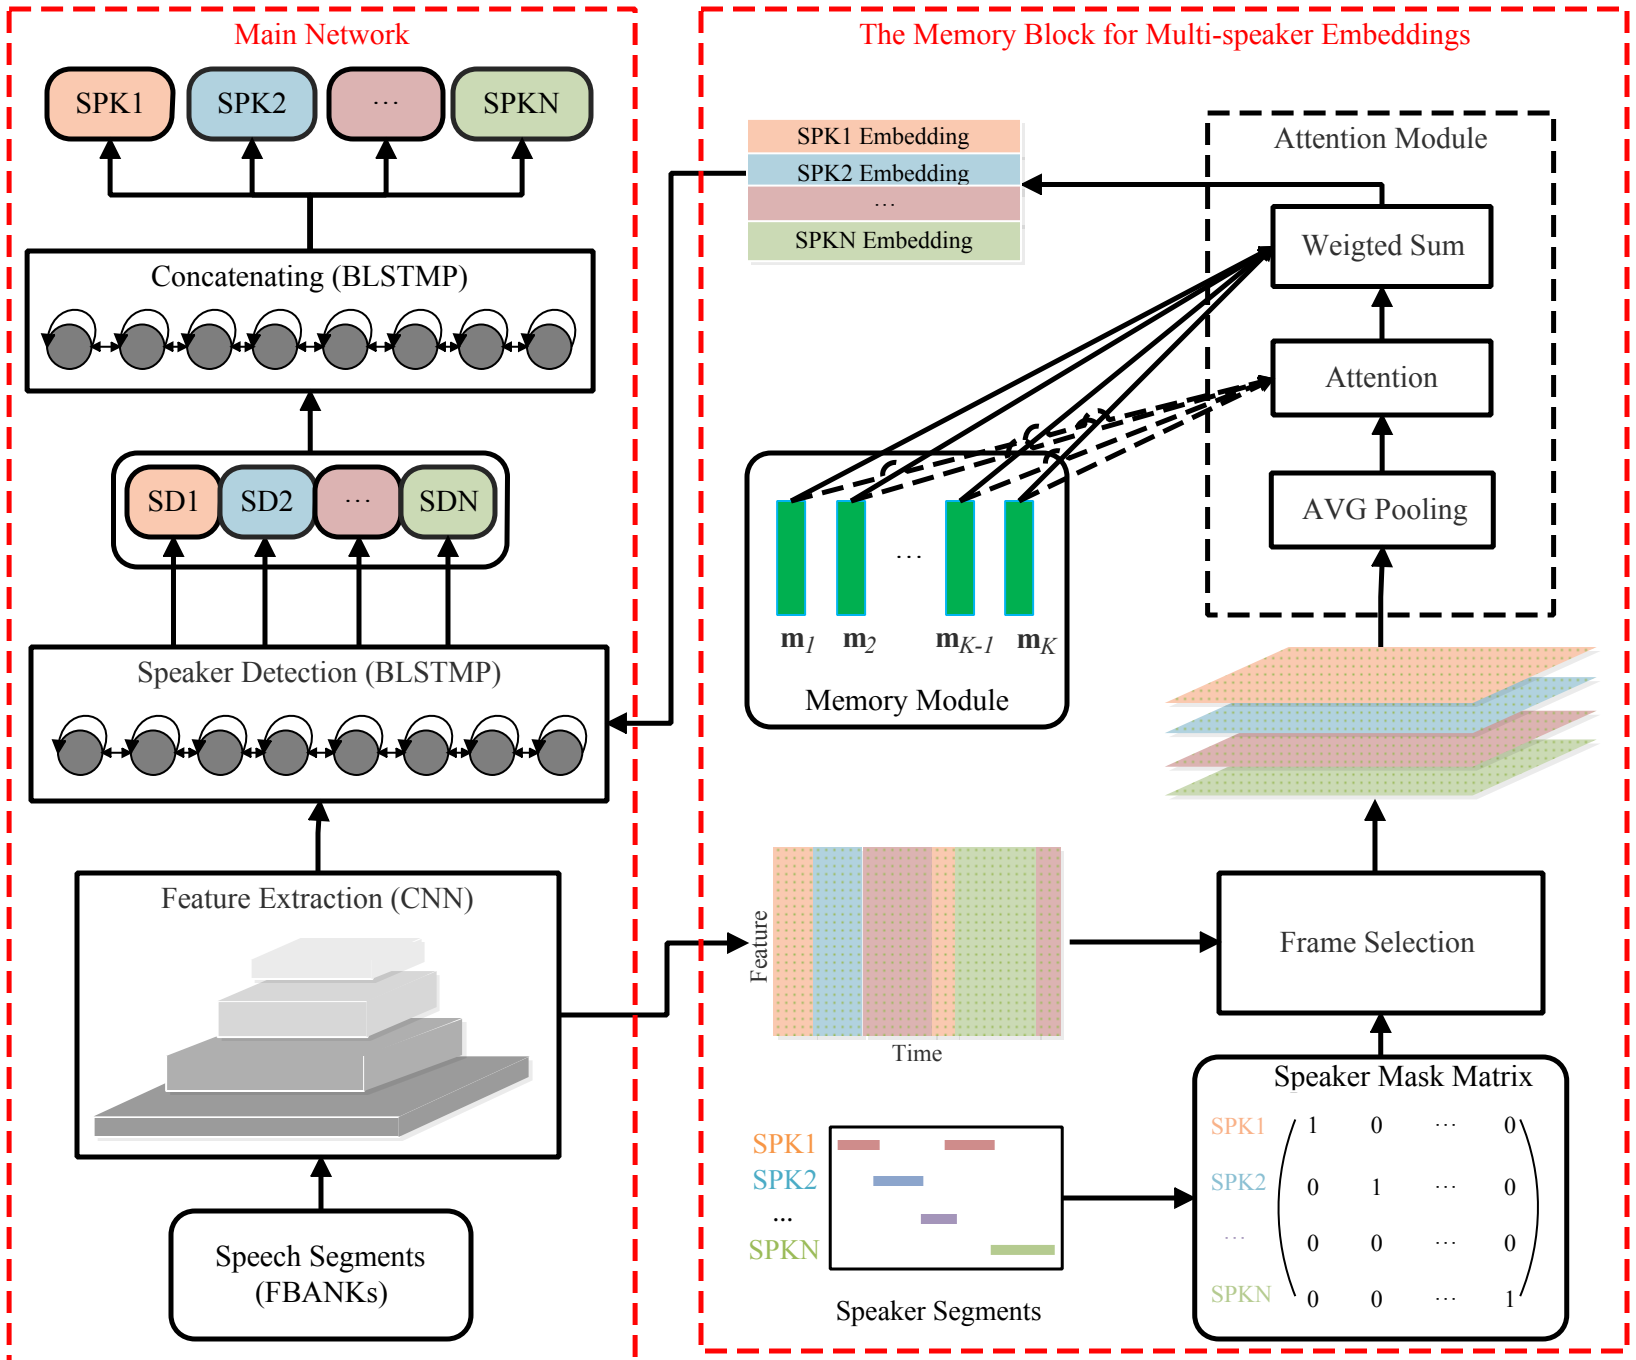 Main Network
SPK1 SPK2 ... SPKN
Concatenating (BLSTMP)
SD1 SD2 ... SDN
Speaker Detection (BLSTMP)
Feature Extraction (CNN)
Speech Segments
(FBANKs)
The Memory Block for Multi-speaker Embeddings
SPK1 Embedding
SPK2 Embedding
...
SPKN Embedding
Attention Module
Weigted Sum
Attention
AVG Pooling
...
m1 m2 mK-1 mK
Memory Module
Feature
Time
Frame Selection
SPK1
SPK2
...
SPKN
Speaker Segments
Speaker Mask Matrix
SPK1 1 0 ... 0
SPK2 0 1 ... 0
... 0 0 ... 0
SPKN 0 0 ... 1